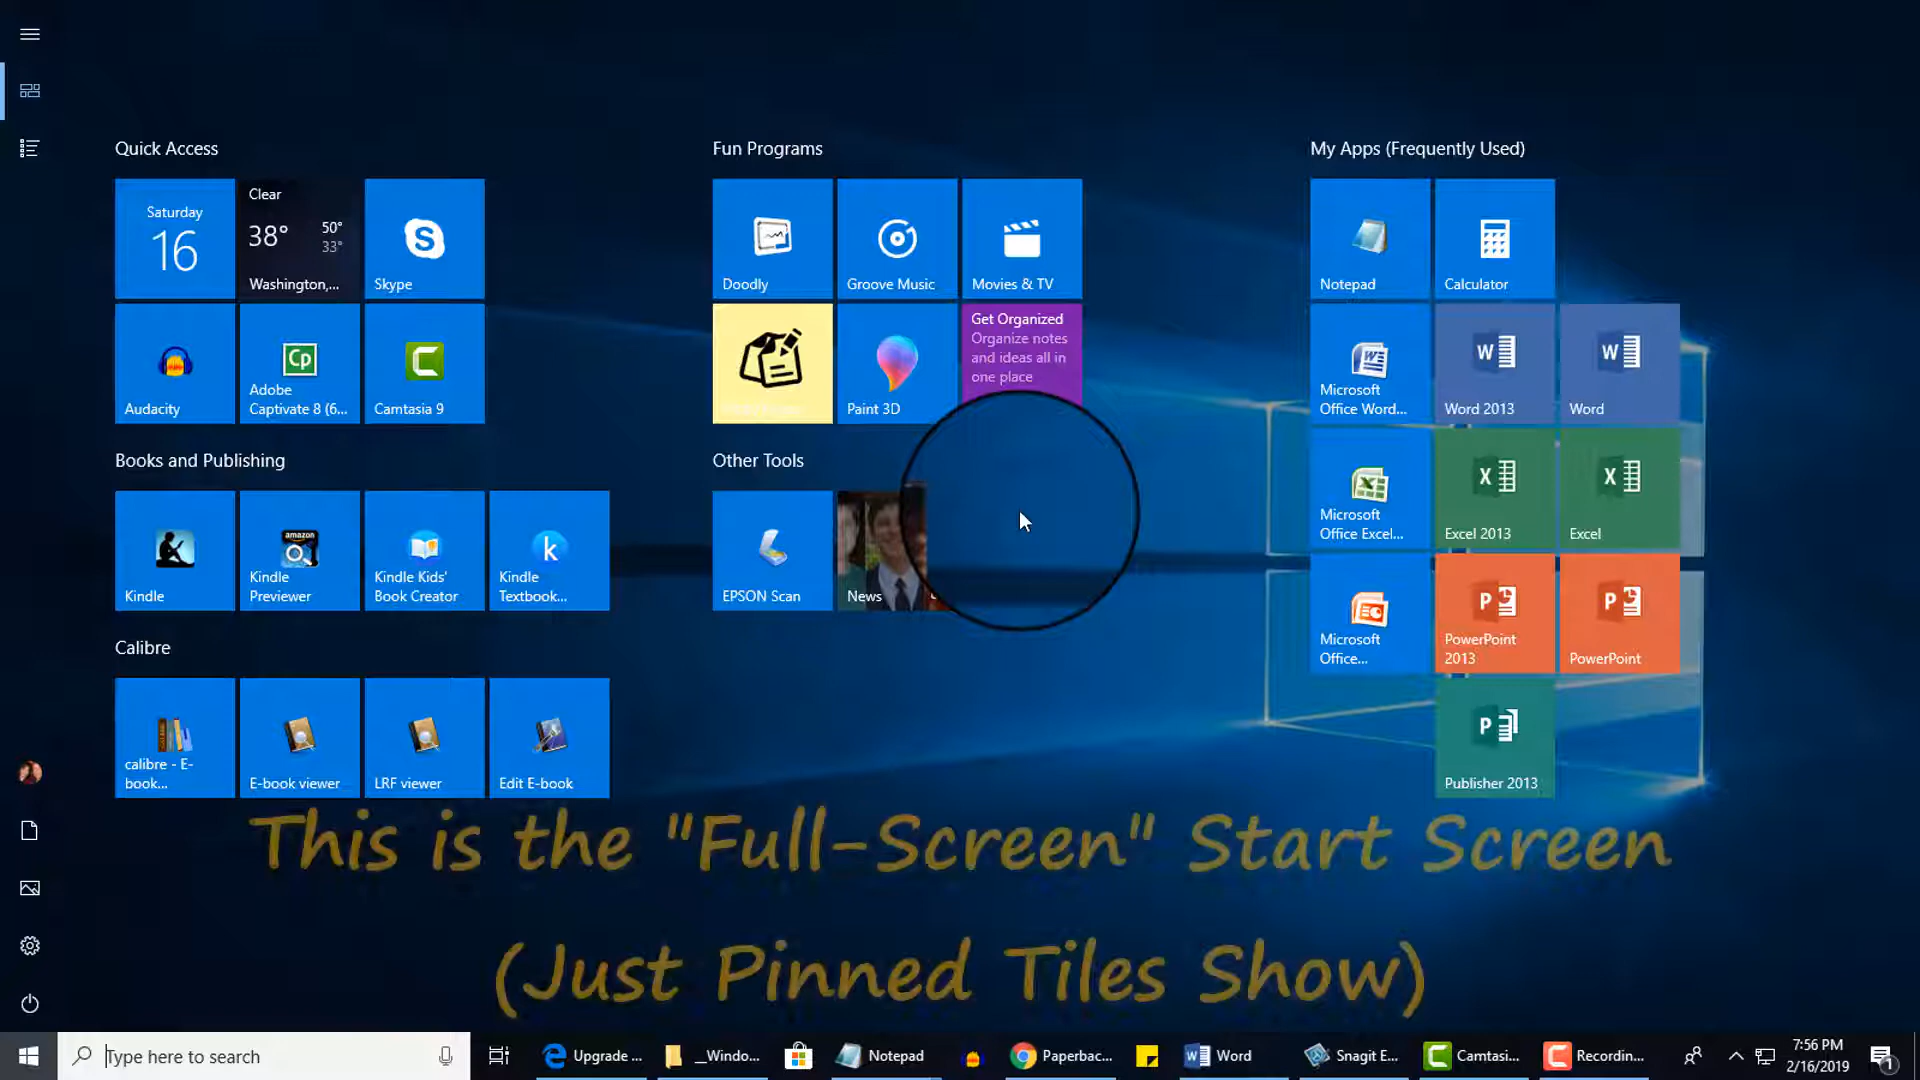 Quick Access
Saturday
16
Clear
38°
50°
33°
Washington,...
Skype
Audacity
Adobe
Captivate 8 (6...
Camtasia 9
Books and Publishing
Kindle
Kindle
Previewer
Kindle Kids'
Book Creator
Kindle
Textbook...
Calibre
calibre - E-
book...
E-book viewer
LRF viewer
Edit E-book
Fun Programs
Doodly
Groove Music
Movies & TV
Paint 3D
Get Organized
Organize notes
and ideas all in
one place
Other Tools
EPSON Scan
News
My Apps (Frequently Used)
Notepad
Calculator
Microsoft
Office Word...
Word 2013
Word
Microsoft
Office Excel...
Excel 2013
Excel
Microsoft
Office...
PowerPoint
2013
PowerPoint
Publisher 2013
This is the "Full-Screen" Start Screen
(Just Pinned Tiles Show)
Type here to search
Upgrade ...
__Windo...
Notepad
Paperbac...
Word
Snagit E...
Camtasi...
Recordin...
7:56 PM
2/16/2019
1